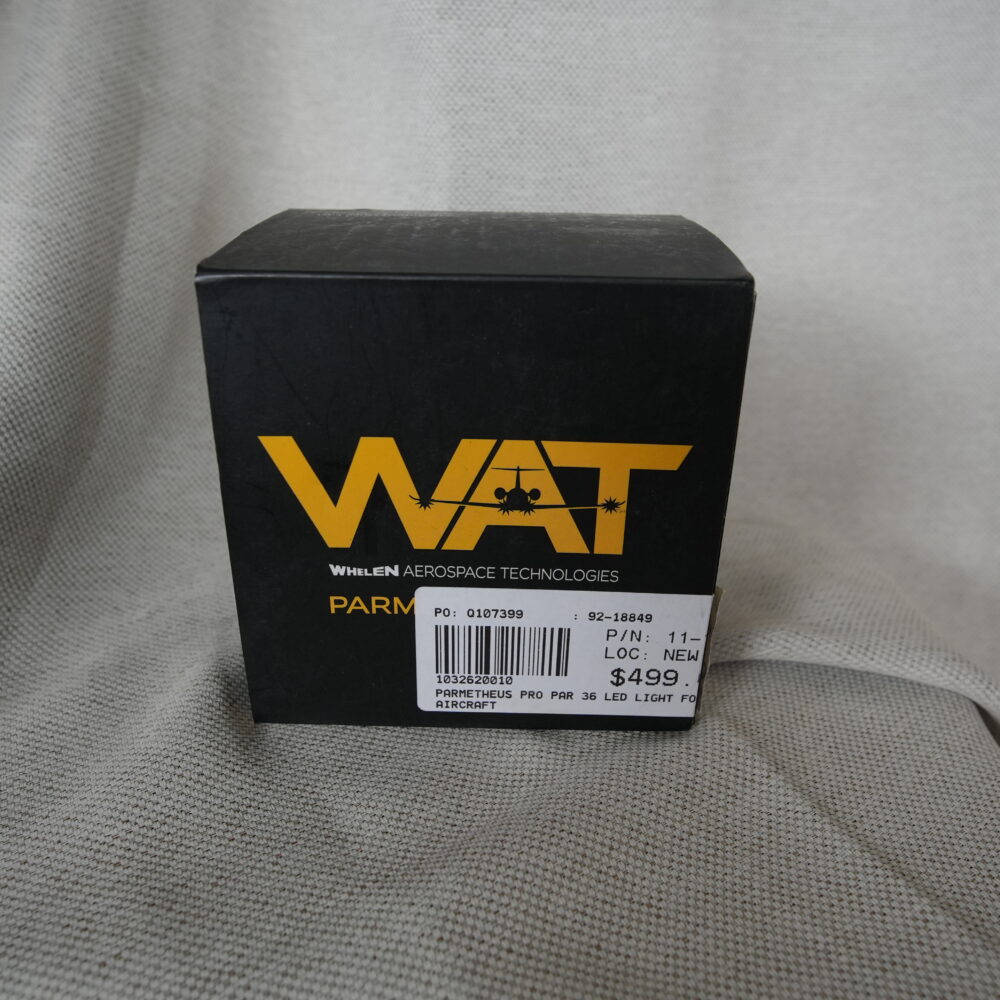 WAT
WHELEN AEROSPACE TECHNOLOGIES
PARM
PO: Q107399 : 92-18849
P/N: 11-
LOC: NEW
1032620010 $499.
PARMETHEUS PRO PAR 36 LED LIGHT FO
AIRCRAFT